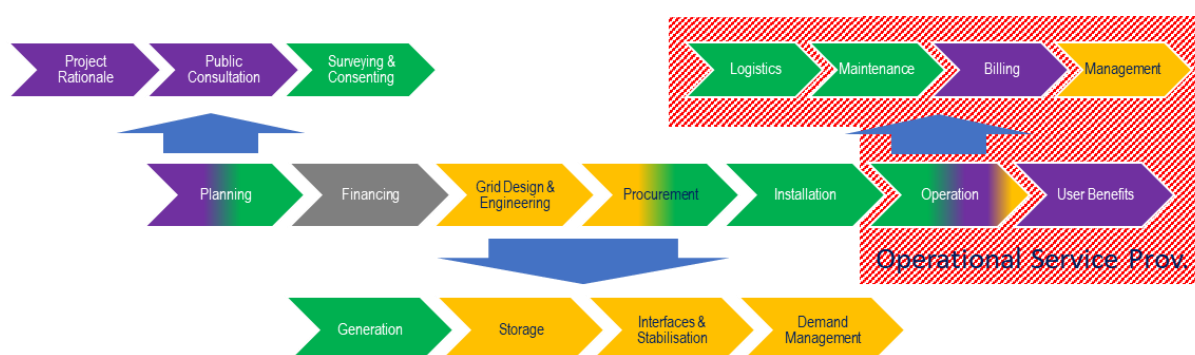 Project
Rationale
Public
Consultation
Surveying &
Consenting
Logistics
Maintenance
Billing
Management
Planning
Financing
Grid Design &
Engineering
Procurement
Installation
Operation
User Benefits
Operational Service Prov.
Generation
Storage
Interfaces &
Stabilisation
Demand
Management